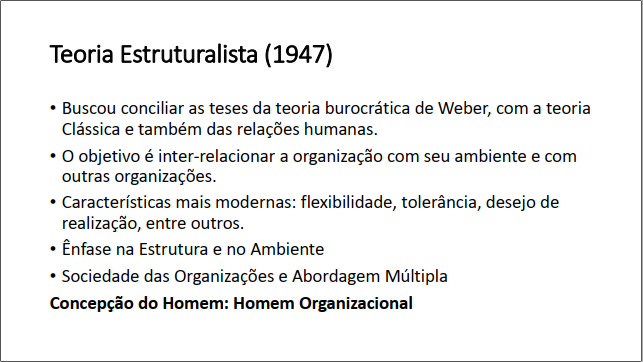 Teoria Estruturalista (1947)
• Buscou conciliar as teses da teoria burocrática de Weber, com a teoria
Clássica e também das relações humanas.
• O objetivo é inter-relacionar a organização com seu ambiente e com
outras organizações.
• Características mais modernas: flexibilidade, tolerância, desejo de
realização, entre outros.
• Ênfase na Estrutura e no Ambiente
• Sociedade das Organizações e Abordagem Múltipla
Concepção do Homem: Homem Organizacional